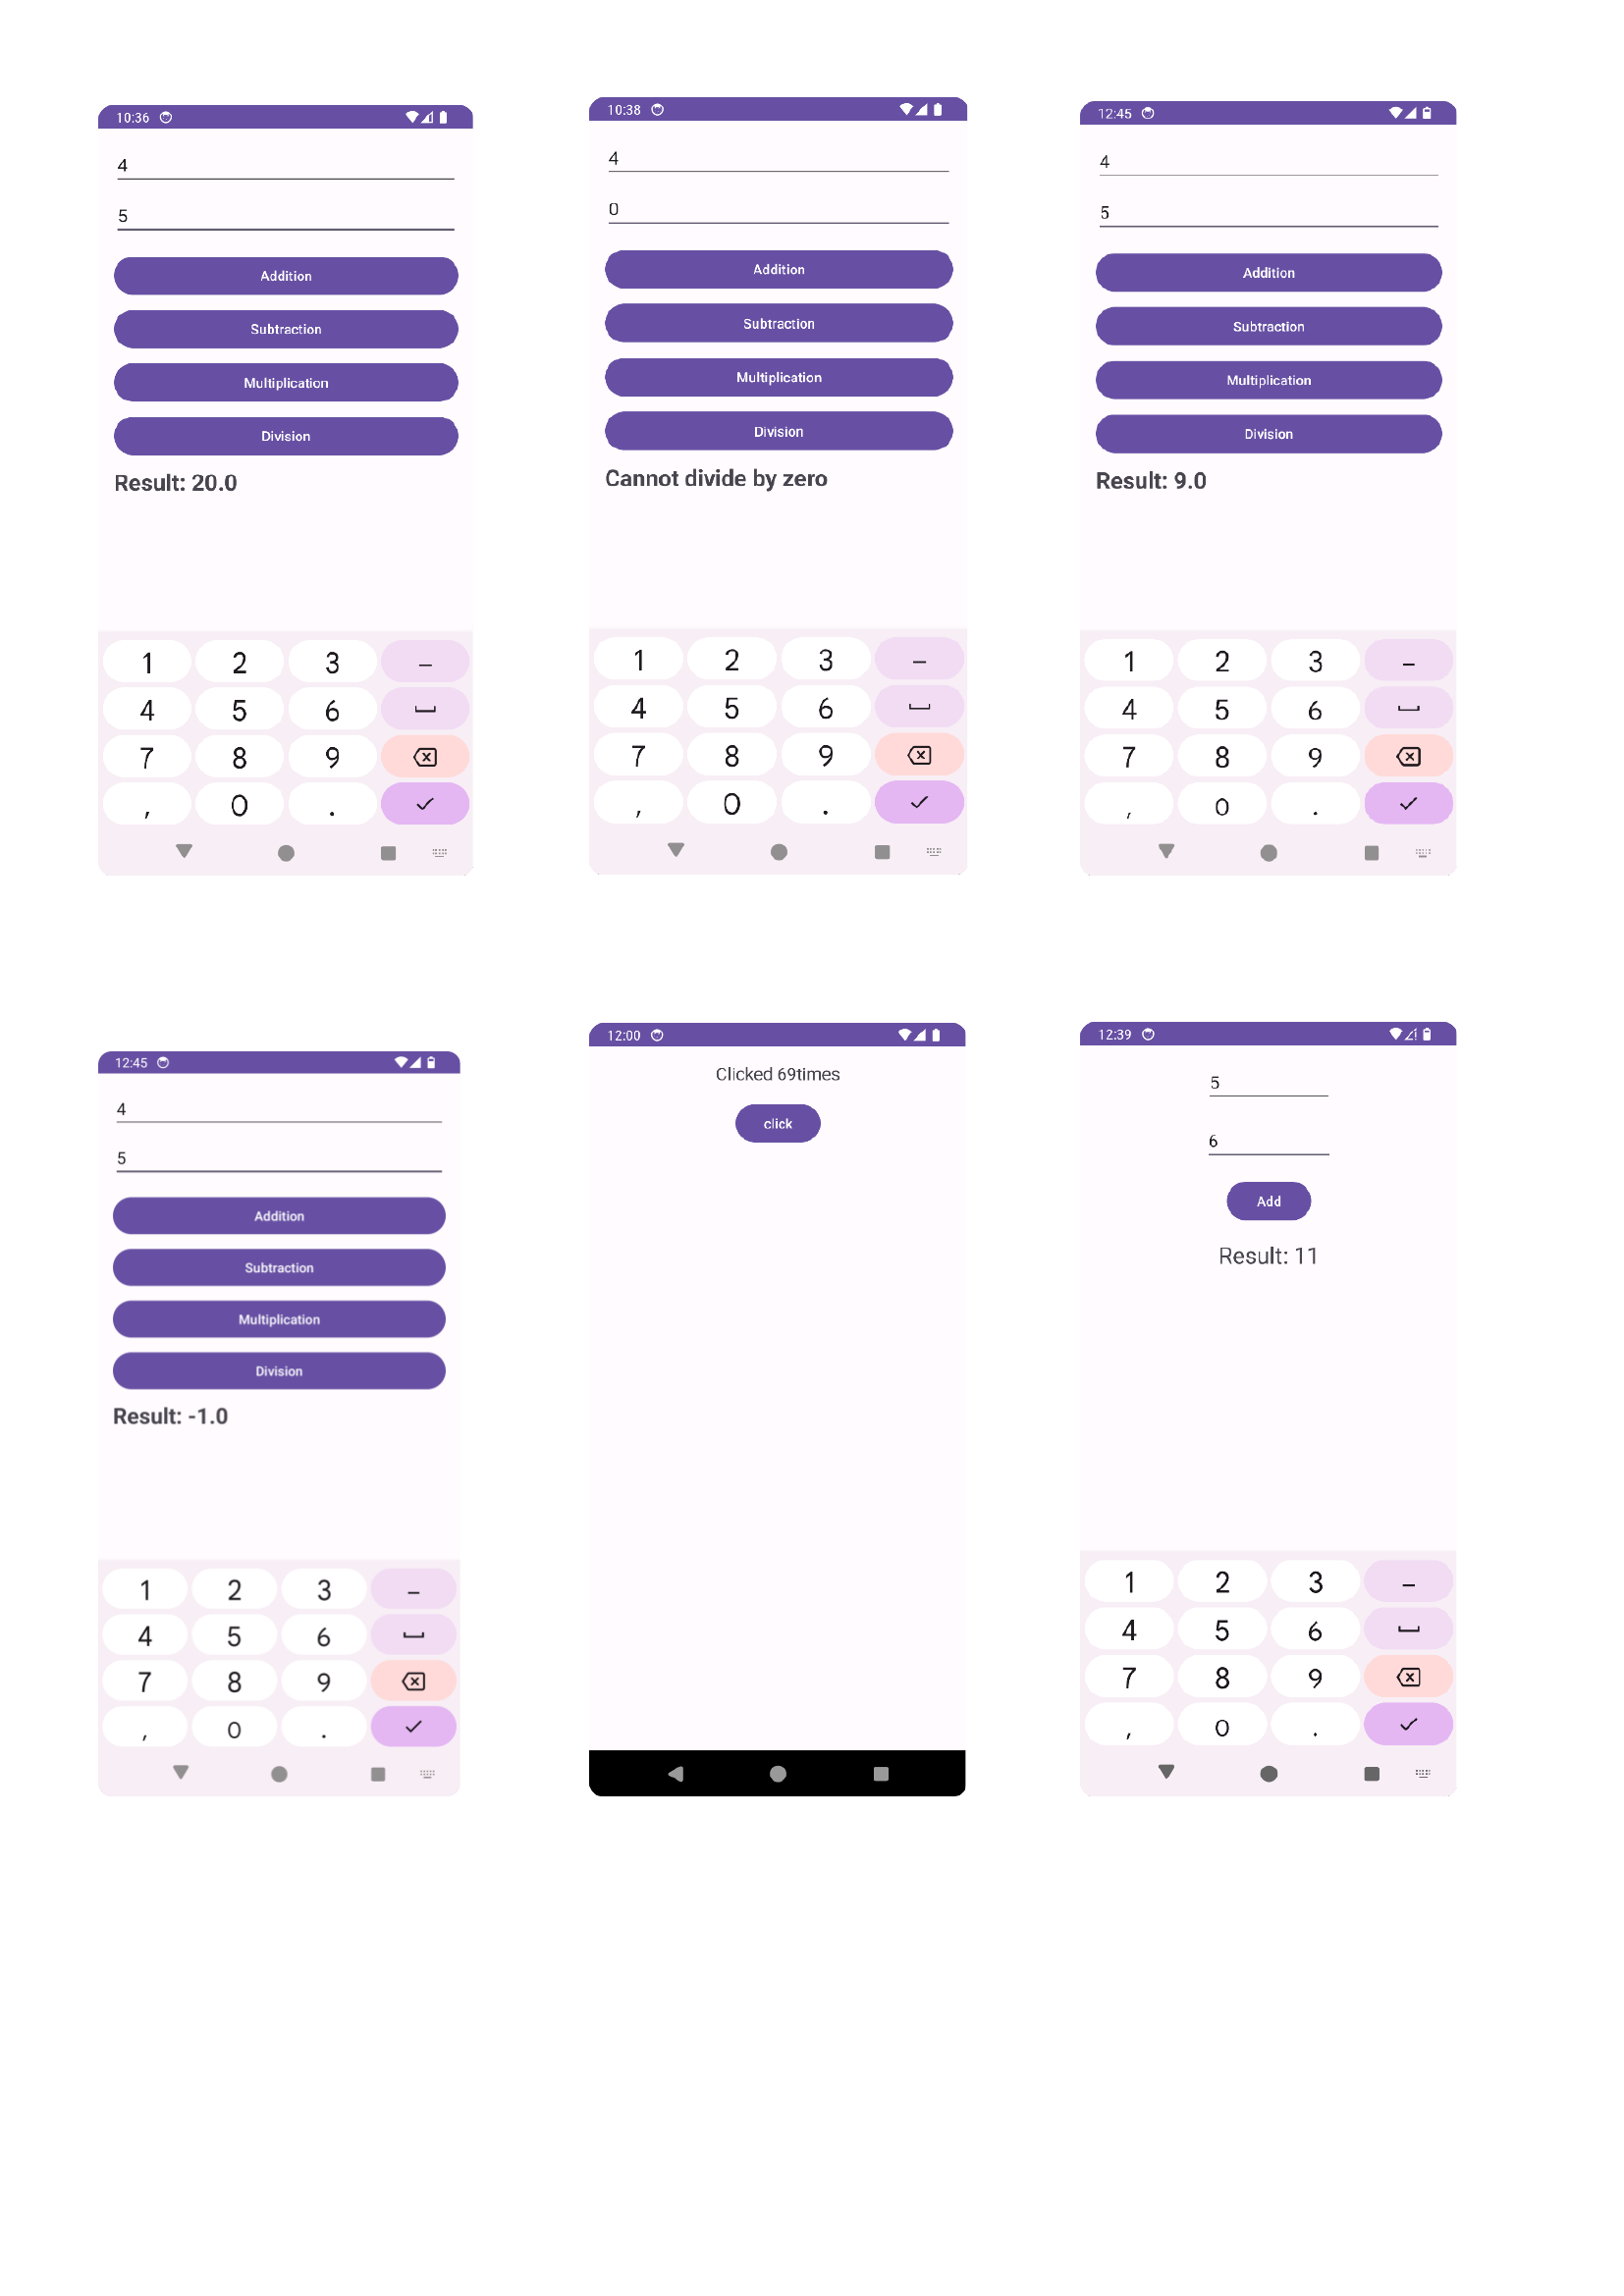 10:36
4
5
Addition
Subtraction
Multiplication
Division
Result: 20.0
1 2 3 –
4 5 6
7 8 9
, 0 .
10:38
4
0
Addition
Subtraction
Multiplication
Division
Cannot divide by zero
1 2 3 –
4 5 6
7 8 9
, 0 .
12:45
4
5
Addition
Subtraction
Multiplication
Division
Result: 9.0
1 2 3 –
4 5 6
7 8 9
, 0 .
12:45
4
5
Addition
Subtraction
Multiplication
Division
Result: -1.0
1 2 3 –
4 5 6
7 8 9
, 0 .
12:00
Clicked 69times
click
12:39
5
6
Add
Result: 11
1 2 3 –
4 5 6
7 8 9
, 0 .